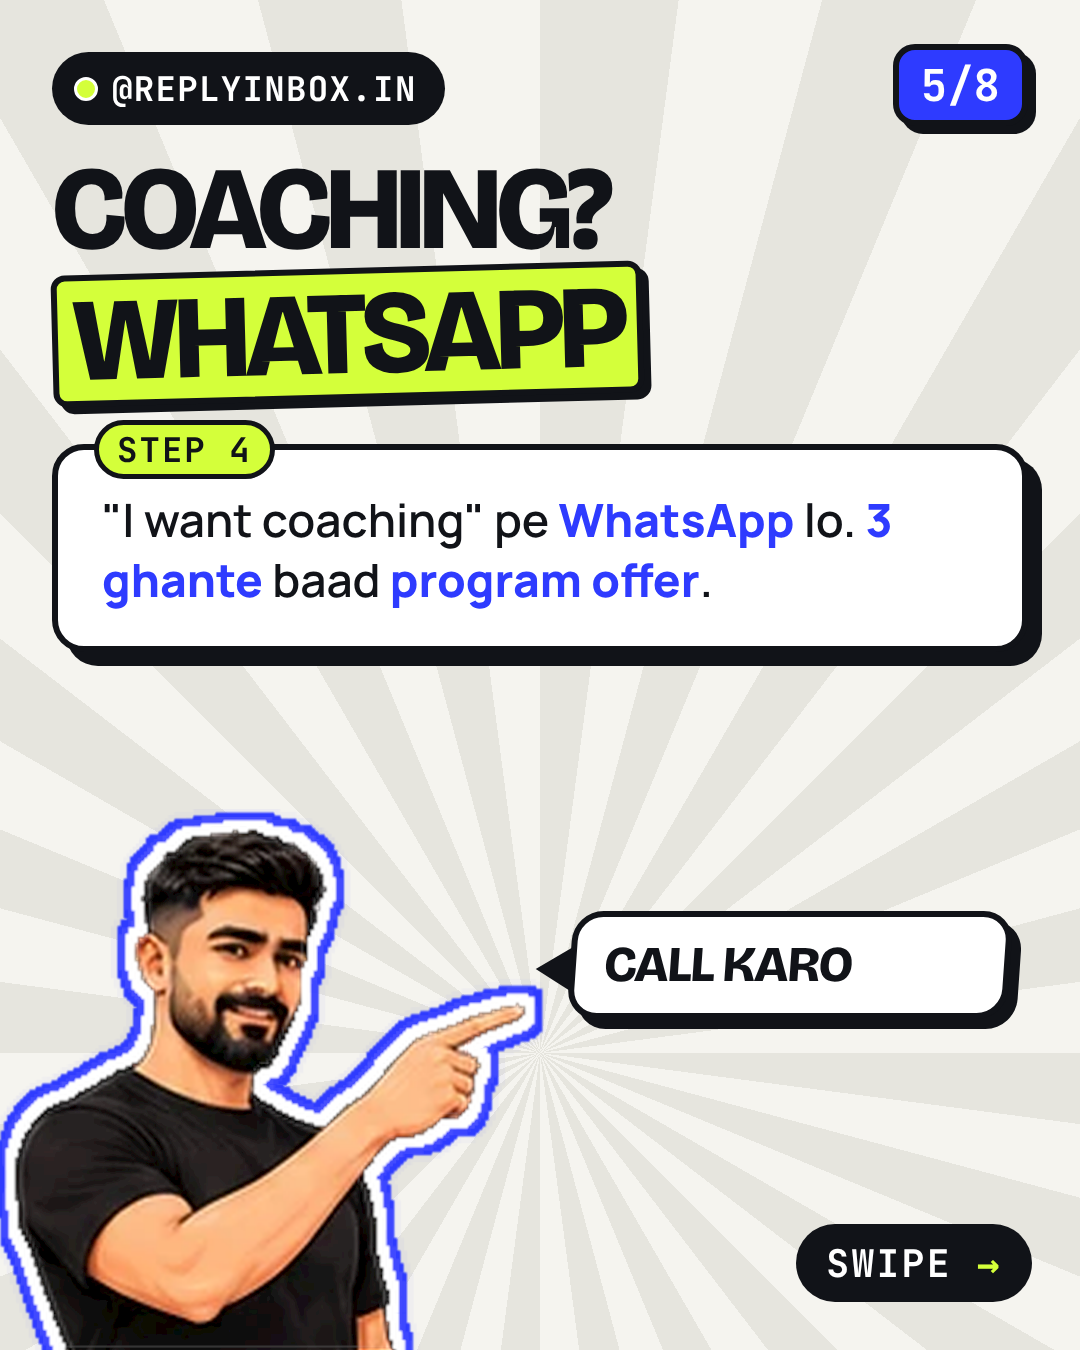 @REPLYINBOX.IN
5/8
COACHING?
WHATSAPP
STEP 4
"I want coaching" pe WhatsApp lo. 3
ghante baad program offer.
CALL KARO
SWIPE →